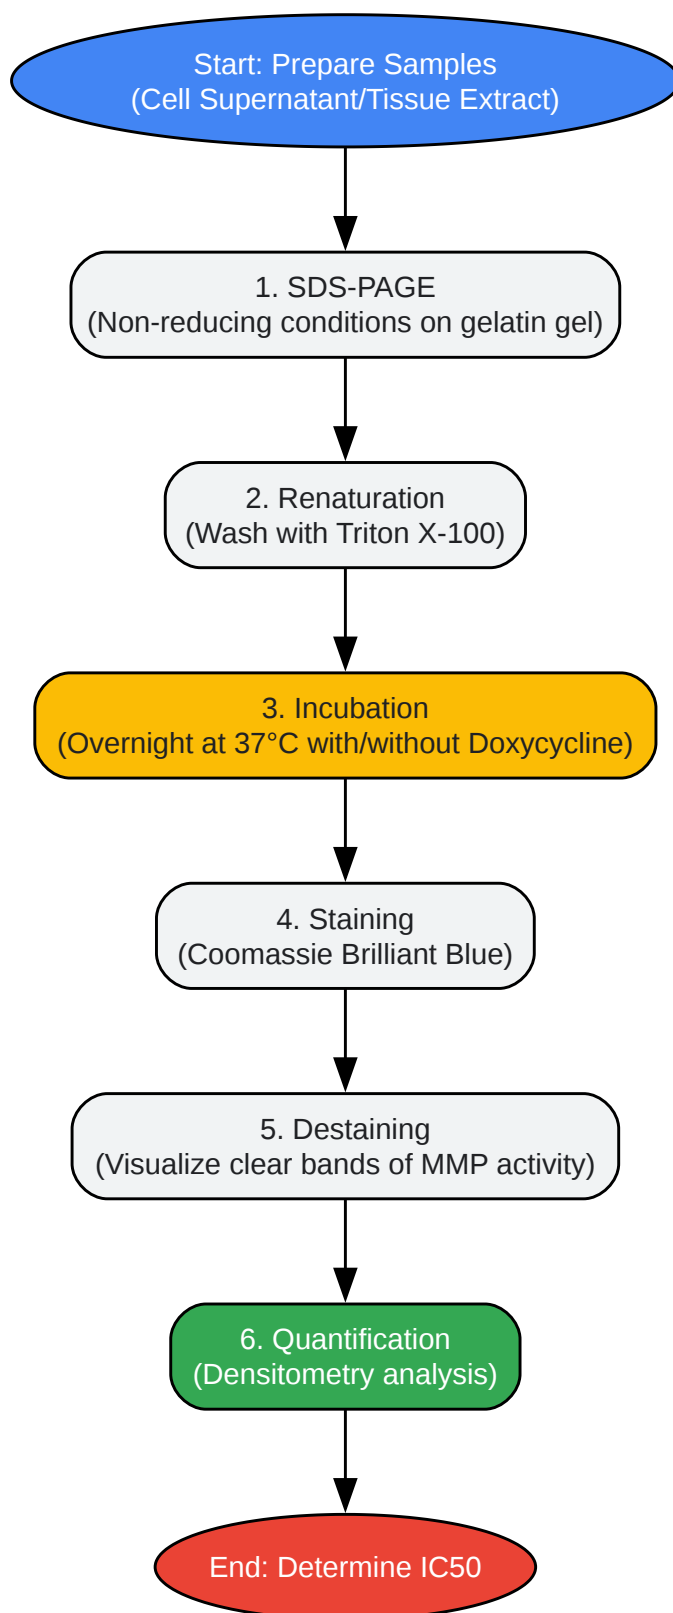 Start: Prepare Samples
(Cell Supernatant/Tissue Extract)
1. SDS-PAGE
(Non-reducing conditions on gelatin gel)
2. Renaturation
(Wash with Triton X-100)
3. Incubation
(Overnight at 37°C with/without Doxycycline)
4. Staining
(Coomassie Brilliant Blue)
5. Destaining
(Visualize clear bands of MMP activity)
6. Quantification
(Densitometry analysis)
End: Determine IC50